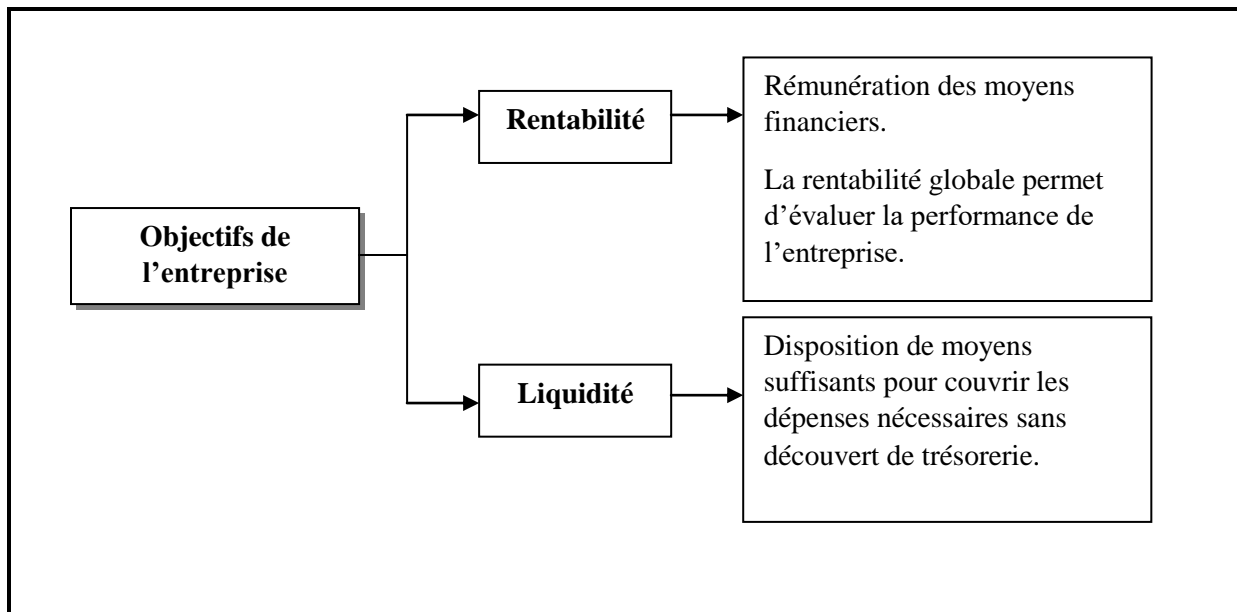 Objectifs de
l’entreprise
Rentabilité
Rémunération des moyens
financiers.
La rentabilité globale permet
d’évaluer la performance de
l’entreprise.
Liquidité
Disposition de moyens
suffisants pour couvrir les
dépenses nécessaires sans
découvert de trésorerie.